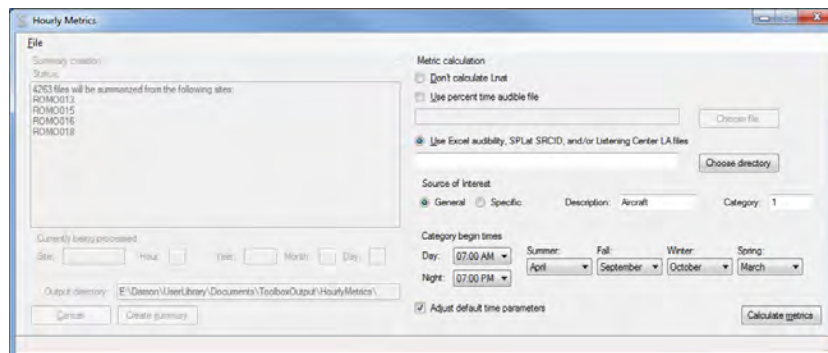 Hourly Metrics
File
Summary creation
Status:
4263 files will be summarized from the following sites:
ROMO013
ROMO015
ROMO016
ROMO018
Currently being processed
Site: Hour: Year: Month: Day:
Output directory: E:\Damon\UserLibrary\Documents\ToolboxOutput\HourlyMetrics\
Cancel Create summary
Metric calculation
Don't calculate Lnat
Use percent time audible file
Choose file
Use Excel audibility, SPLat SRCID, and/or Listening Center LA files
Choose directory
Source of interest
General Specific Description: Aircraft Category: 1
Category begin times
Day: 07:00 AM Summer: Fall: Winter: Spring:
April September October March
Night: 07:00 PM
Adjust default time parameters
Calculate metrics